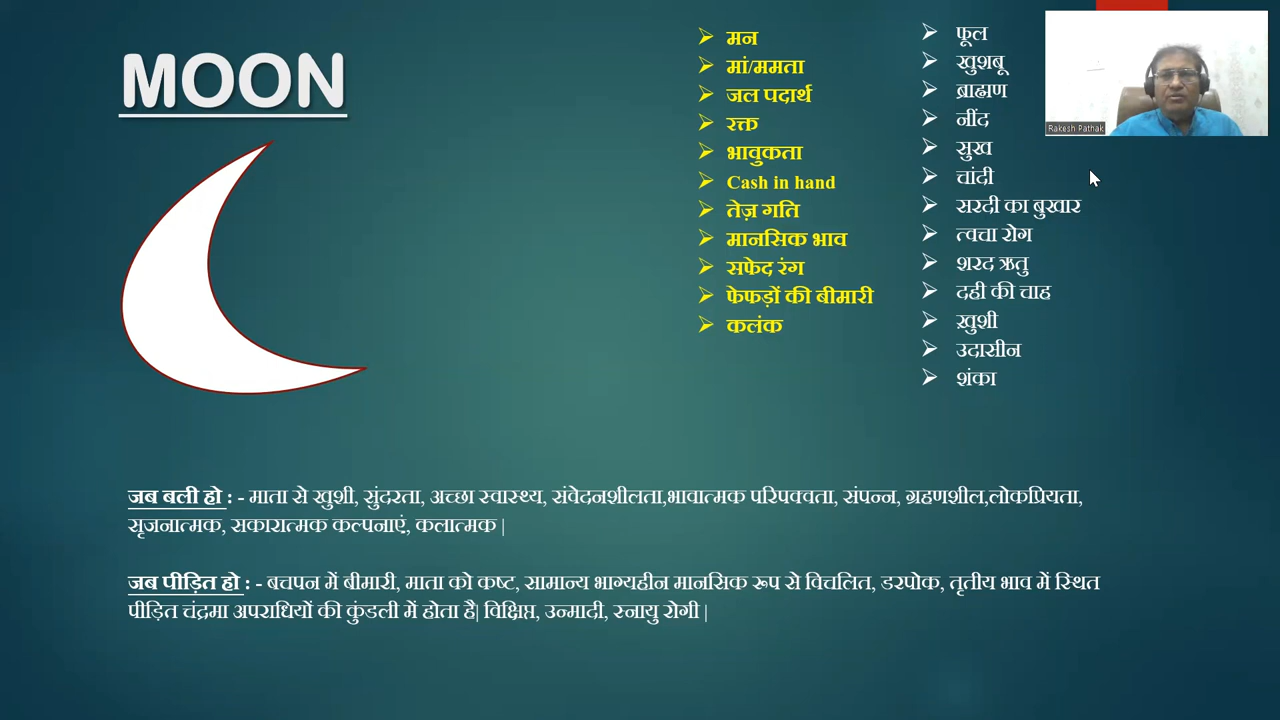 MOON
मन
मां/ममता
जल पदार्थ
रक्त
भावुकता
Cash in hand
तेज़ गति
मानसिक भाव
सफेद रंग
फेफड़ों की बीमारी
कलंक
फूल
खुशबू
ब्राह्मण
नींद
सुख
चांदी
सरदी का बुखार
त्वचा रोग
शरद ऋतु
दही की चाह
ख़ुशी
उदासीन
शंका
Rakesh Pathak
जब बली हो : - माता से खुशी, सुंदरता, अच्छा स्वास्थ्य, संवेदनशीलता,भावात्मक परिपक्वता, संपन्न, ग्रहणशील,लोकप्रियता,
सृजनात्मक, सकारात्मक कल्पनाएं, कलात्मक |
जब पीड़ित हो : - बचपन में बीमारी, माता को कष्ट, सामान्य भाग्यहीन मानसिक रूप से विचलित, डरपोक, तृतीय भाव में स्थित
पीड़ित चंद्रमा अपराधियों की कुंडली में होता है| विक्षिप्त, उन्मादी, स्नायु रोगी |